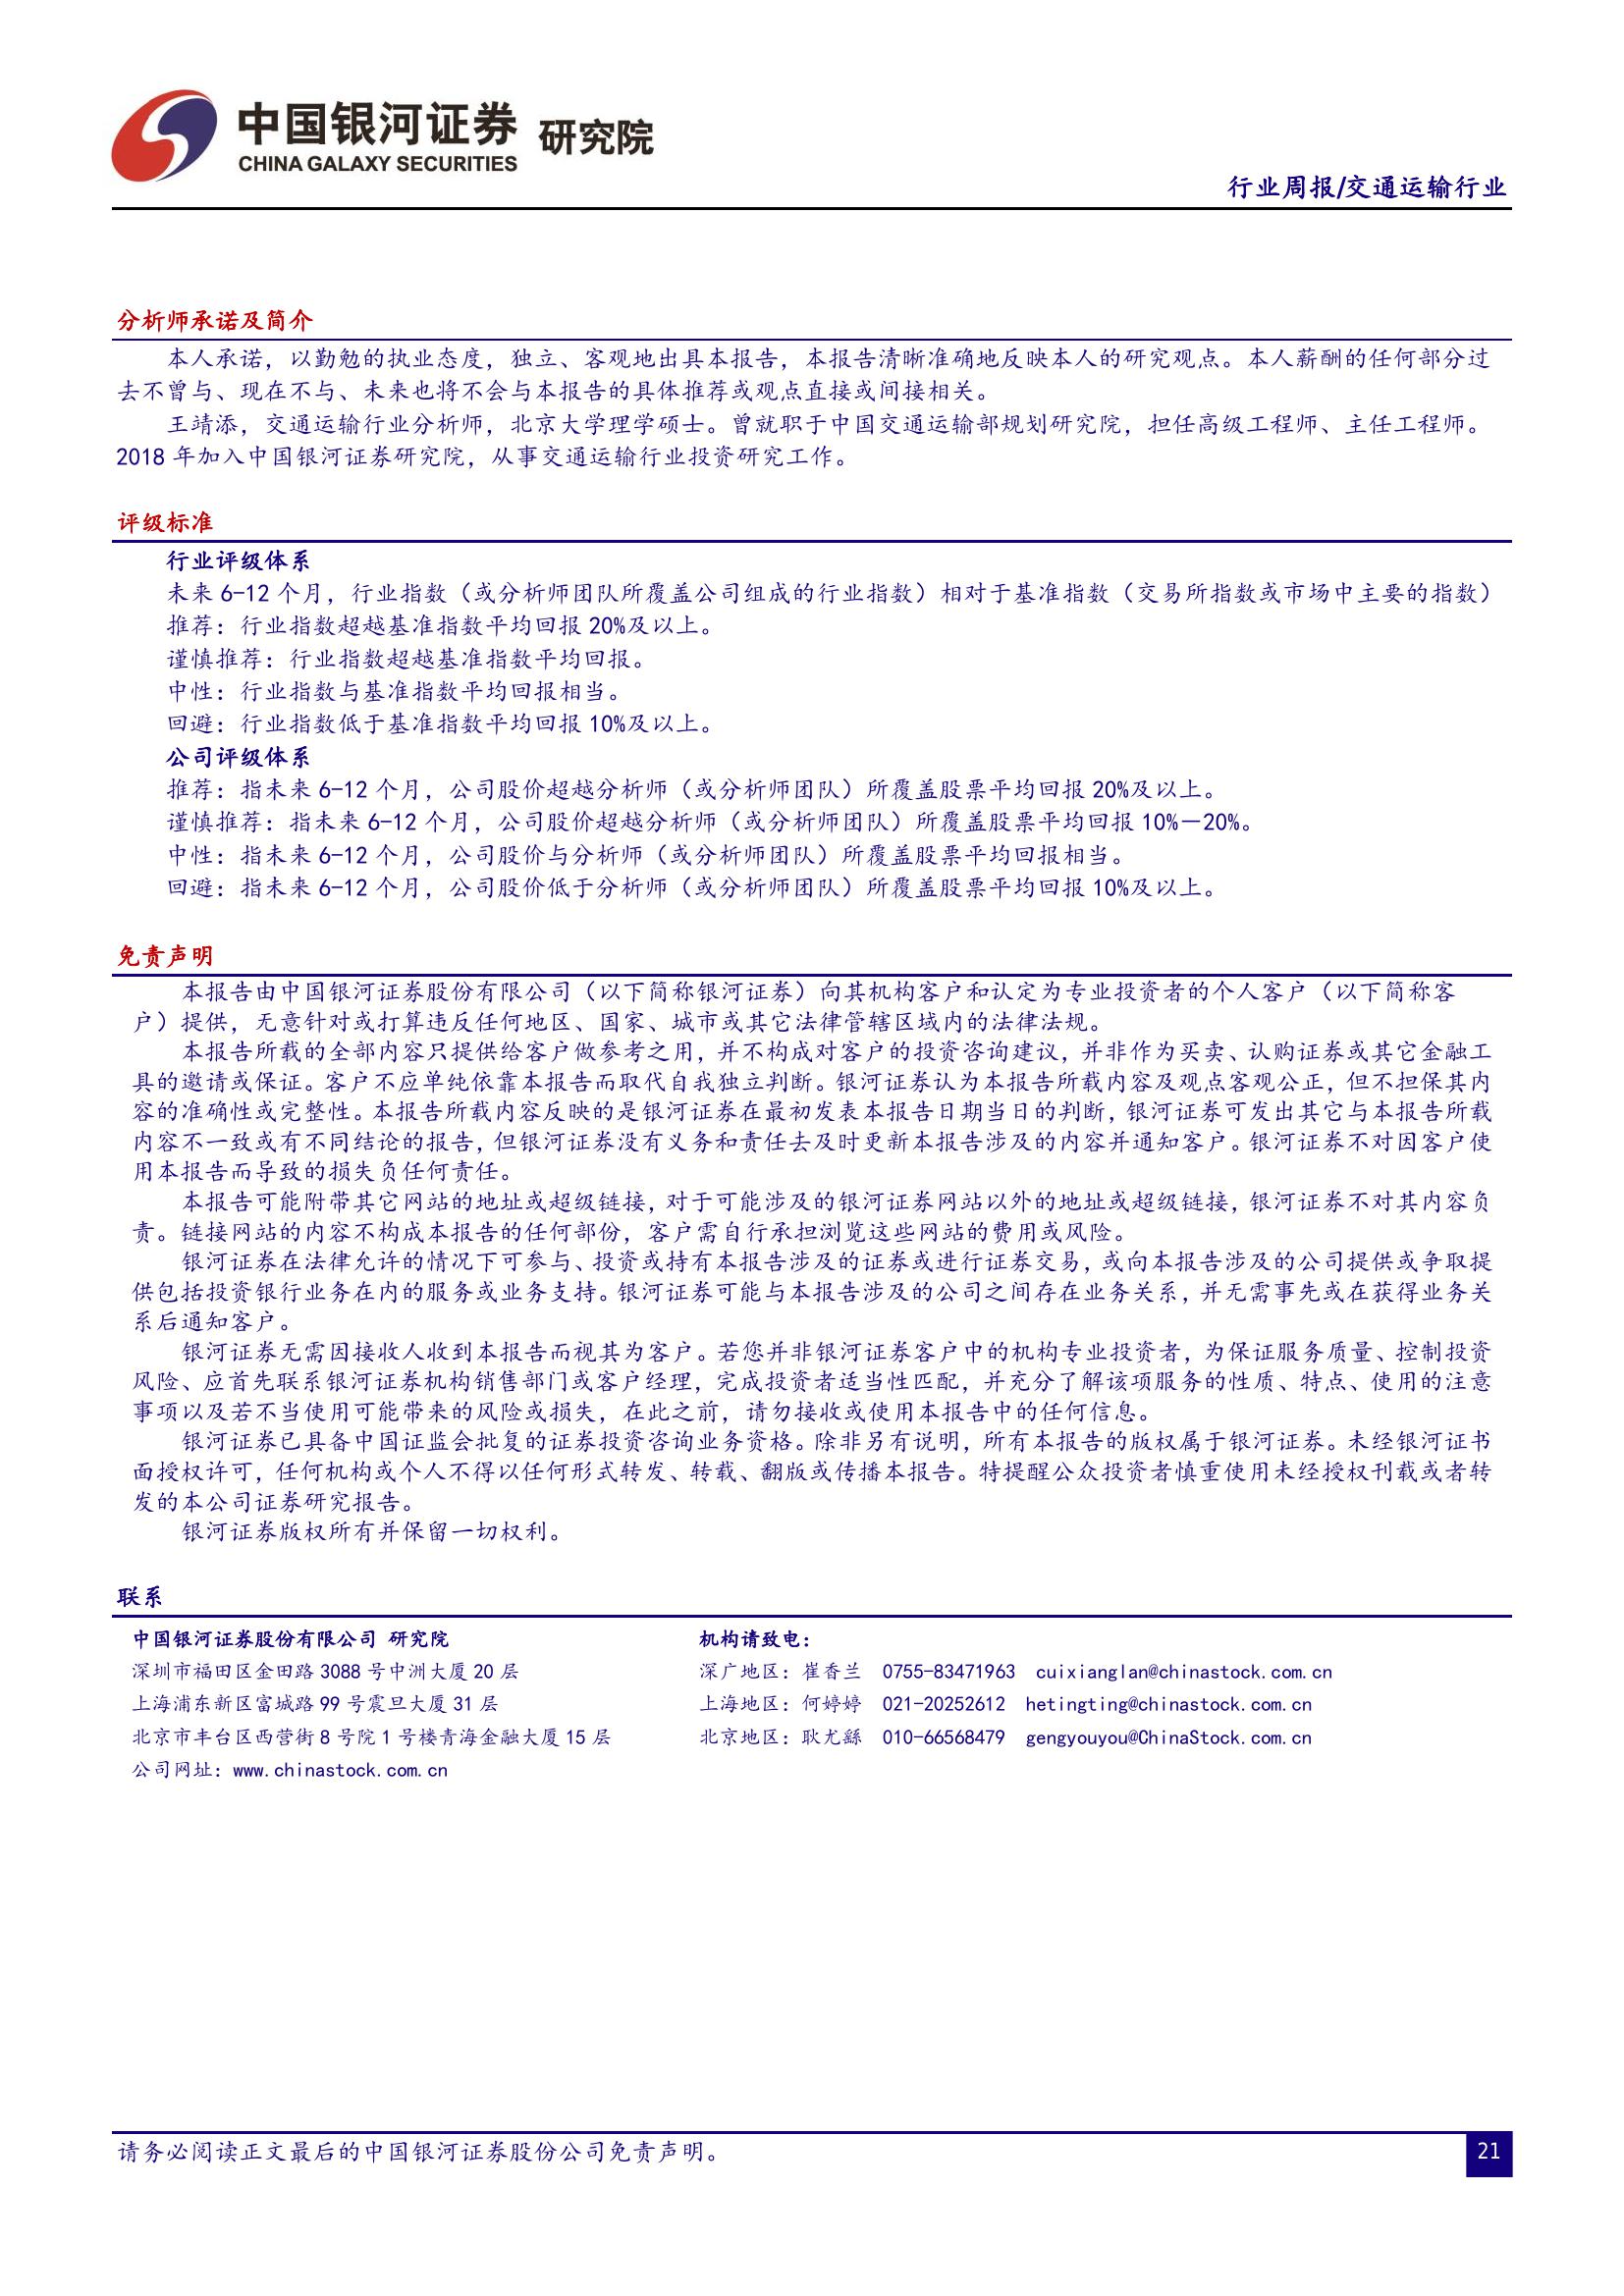 中国银河证券 研究院
CHINA GALAXY SECURITIES
行业周报/交通运输行业
分析师承诺及简介
本人承诺，以勤勉的执业态度，独立、客观地出具本报告，本报告清晰准确地反映本人的研究观点。本人薪酬的任何部分过
去不曾与、现在不与、未来也将不会与本报告的具体推荐或观点直接或间接相关。
王靖添，交通运输行业分析师，北京大学理学硕士。曾就职于中国交通运输部规划研究院，担任高级工程师、主任工程师。
2018 年加入中国银河证券研究院，从事交通运输行业投资研究工作。
评级标准
行业评级体系
未来 6-12 个月，行业指数（或分析师团队所覆盖公司组成的行业指数）相对于基准指数（交易所指数或市场中主要的指数）
推荐：行业指数超越基准指数平均回报 20%及以上。
谨慎推荐：行业指数超越基准指数平均回报。
中性：行业指数与基准指数平均回报相当。
回避：行业指数低于基准指数平均回报 10%及以上。
公司评级体系
推荐：指未来 6-12 个月，公司股价超越分析师（或分析师团队）所覆盖股票平均回报 20%及以上。
谨慎推荐：指未来 6-12 个月，公司股价超越分析师（或分析师团队）所覆盖股票平均回报 10%－20%。
中性：指未来 6-12 个月，公司股价与分析师（或分析师团队）所覆盖股票平均回报相当。
回避：指未来 6-12 个月，公司股价低于分析师（或分析师团队）所覆盖股票平均回报 10%及以上。
免责声明
本报告由中国银河证券股份有限公司（以下简称银河证券）向其机构客户和认定为专业投资者的个人客户（以下简称客
户）提供，无意针对或打算违反任何地区、国家、城市或其它法律管辖区域内的法律法规。
本报告所载的全部内容只提供给客户做参考之用，并不构成对客户的投资咨询建议，并非作为买卖、认购证券或其它金融工
具的邀请或保证。客户不应单纯依靠本报告而取代自我独立判断。银河证券认为本报告所载内容及观点客观公正，但不担保其内
容的准确性或完整性。本报告所载内容反映的是银河证券在最初发表本报告日期当日的判断，银河证券可发出其它与本报告所载
内容不一致或有不同结论的报告，但银河证券没有义务和责任去及时更新本报告涉及的内容并通知客户。银河证券不对因客户使
用本报告而导致的损失负任何责任。
本报告可能附带其它网站的地址或超级链接，对于可能涉及的银河证券网站以外的地址或超级链接，银河证券不对其内容负
责。链接网站的内容不构成本报告的任何部份，客户需自行承担浏览这些网站的费用或风险。
银河证券在法律允许的情况下可参与、投资或持有本报告涉及的证券或进行证券交易，或向本报告涉及的公司提供或争取提
供包括投资银行业务在内的服务或业务支持。银河证券可能与本报告涉及的公司之间存在业务关系，并无需事先或在获得业务关
系后通知客户。
银河证券无需因接收人收到本报告而视其为客户。若您并非银河证券客户中的机构专业投资者，为保证服务质量、控制投资
风险、应首先联系银河证券机构销售部门或客户经理，完成投资者适当性匹配，并充分了解该项服务的性质、特点、使用的注意
事项以及若不当使用可能带来的风险或损失，在此之前，请勿接收或使用本报告中的任何信息。
银河证券已具备中国证监会批复的证券投资咨询业务资格。除非另有说明，所有本报告的版权属于银河证券。未经银河证书
面授权许可，任何机构或个人不得以任何形式转发、转载、翻版或传播本报告。特提醒公众投资者慎重使用未经授权刊载或者转
发的本公司证券研究报告。
银河证券版权所有并保留一切权利。
联系
中国银河证券股份有限公司 研究院 机构请致电：
深圳市福田区金田路 3088 号中洲大厦 20 层 深广地区：崔香兰 0755-83471963 cuixianglan@chinastock.com.cn
上海浦东新区富城路 99 号震旦大厦 31 层 上海地区：何婷婷 021-20252612 hetingting@chinastock.com.cn
北京市丰台区西营街 8 号院 1 号楼青海金融大厦 15 层 北京地区：耿尤繇 010-66568479 gengyouyou@ChinaStock.com.cn
公司网址：www.chinastock.com.cn
请务必阅读正文最后的中国银河证券股份公司免责声明。
21